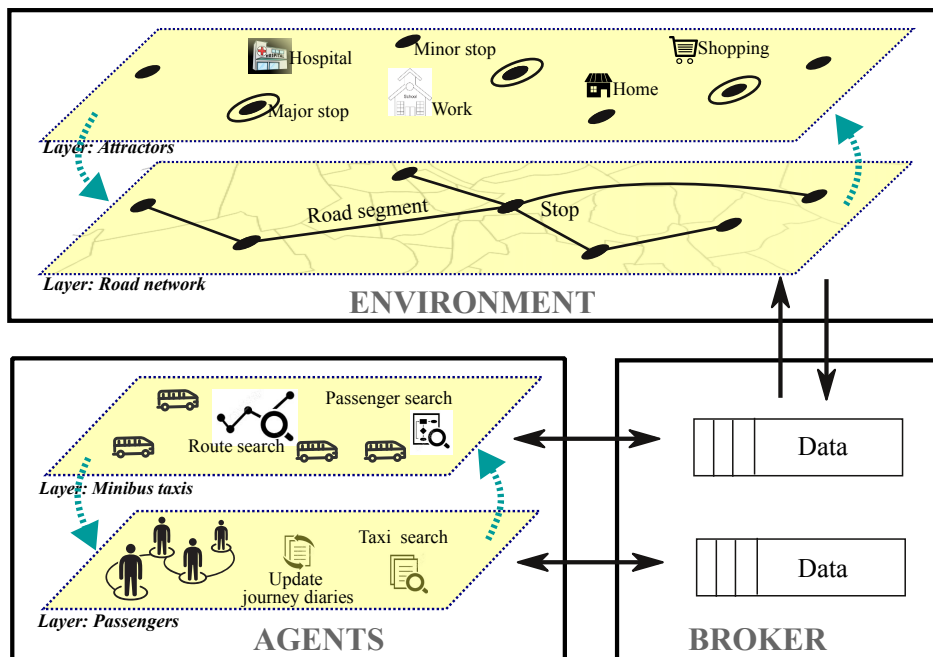 Minor stop
Hospital
Shopping
Home
School
Work
Major stop
Layer: Attractors
Road segment
Stop
Layer: Road network
ENVIRONMENT
Passenger search
Route search
Layer: Minibus taxis
Data
Taxi search
Update
journey diaries
Layer: Passengers
Data
AGENTS
BROKER